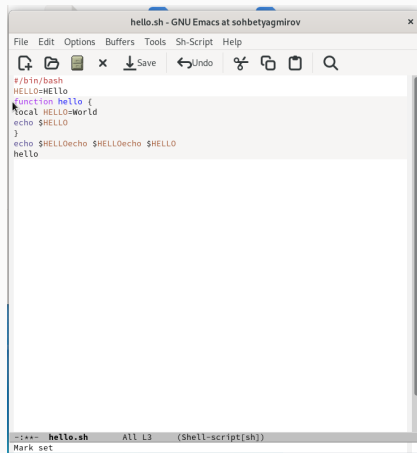 hello.sh - GNU Emacs at sohbetyagmirov ×
File Edit Options Buffers Tools Sh-Script Help
Save Undo
#/bin/bash
HELLO=HEllo
function hello {
local HELLO=World
echo $HELLO
}
echo $HELLOecho $HELLOecho $HELLO
hello
-:**- hello.sh All L3 (Shell-script[sh])
Mark set